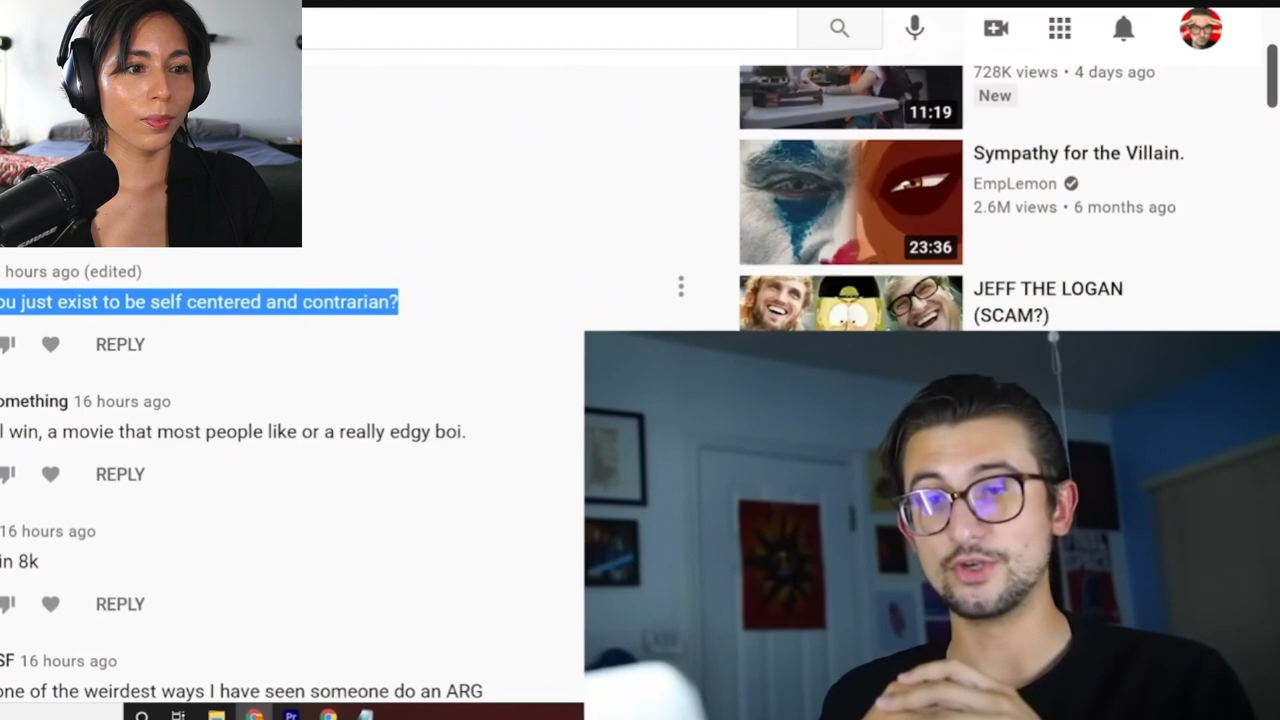 728K views • 4 days ago
New
11:19
Sympathy for the Villain.
EmpLemon
2.6M views • 6 months ago
23:36
JEFF THE LOGAN
(SCAM?)
SHURE
hours ago (edited)
ou just exist to be self centered and contrarian?
REPLY
omething 16 hours ago
l win, a movie that most people like or a really edgy boi.
REPLY
16 hours ago
in 8k
REPLY
SF 16 hours ago
one of the weirdest ways I have seen someone do an ARG
Pr